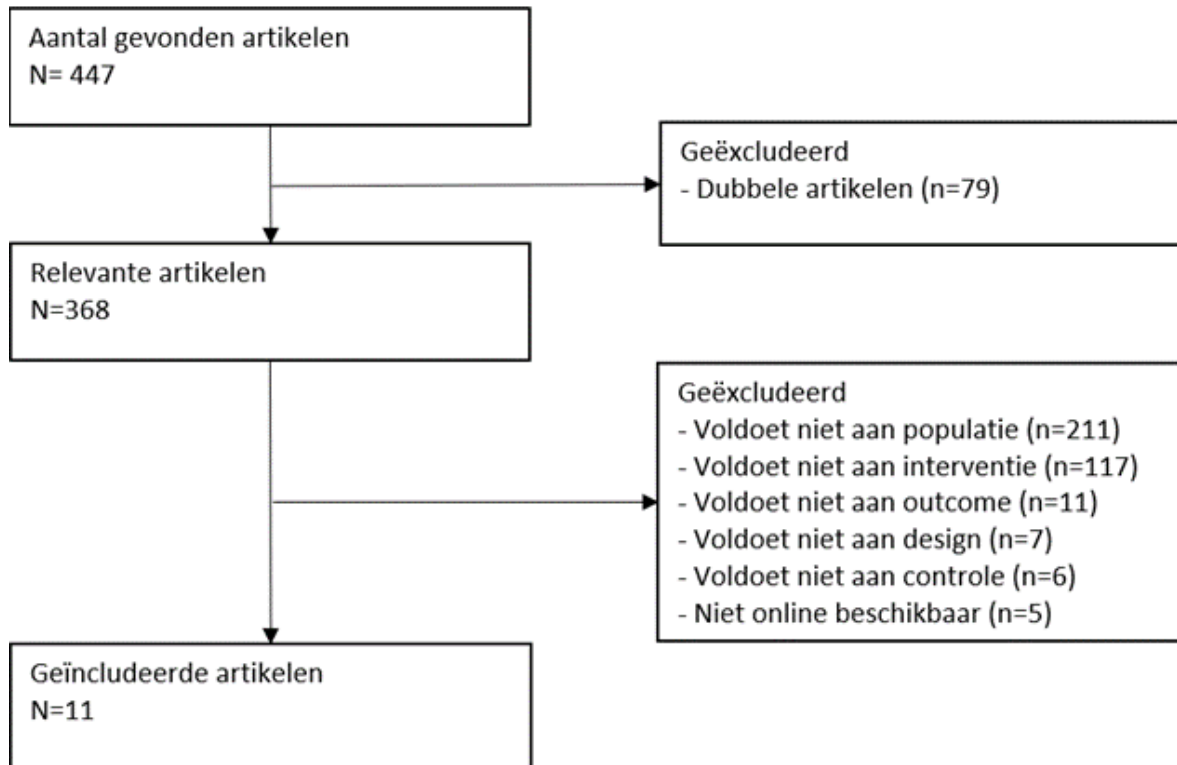 Aantal gevonden artikelen
N= 447
Geëxcludeerd
- Dubbele artikelen (n=79)
Relevante artikelen
N=368
Geëxcludeerd
- Voldoet niet aan populatie (n=211)
- Voldoet niet aan interventie (n=117)
- Voldoet niet aan outcome (n=11)
- Voldoet niet aan design (n=7)
- Voldoet niet aan controle (n=6)
- Niet online beschikbaar (n=5)
Geïncludeerde artikelen
N=11